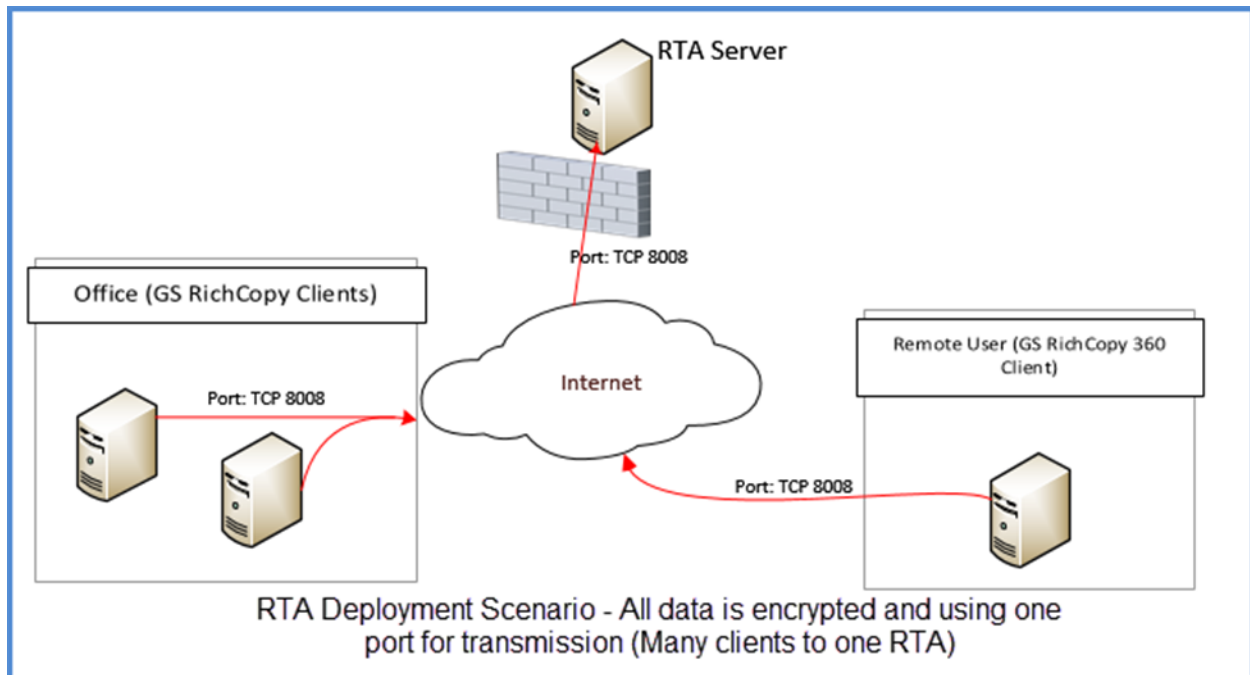 RTA Server
Port: TCP 8008
Office (GS RichCopy Clients)
Port: TCP 8008
Internet
Remote User (GS RichCopy 360
Client)
Port: TCP 8008
RTA Deployment Scenario - All data is encrypted and using one
port for transmission (Many clients to one RTA)